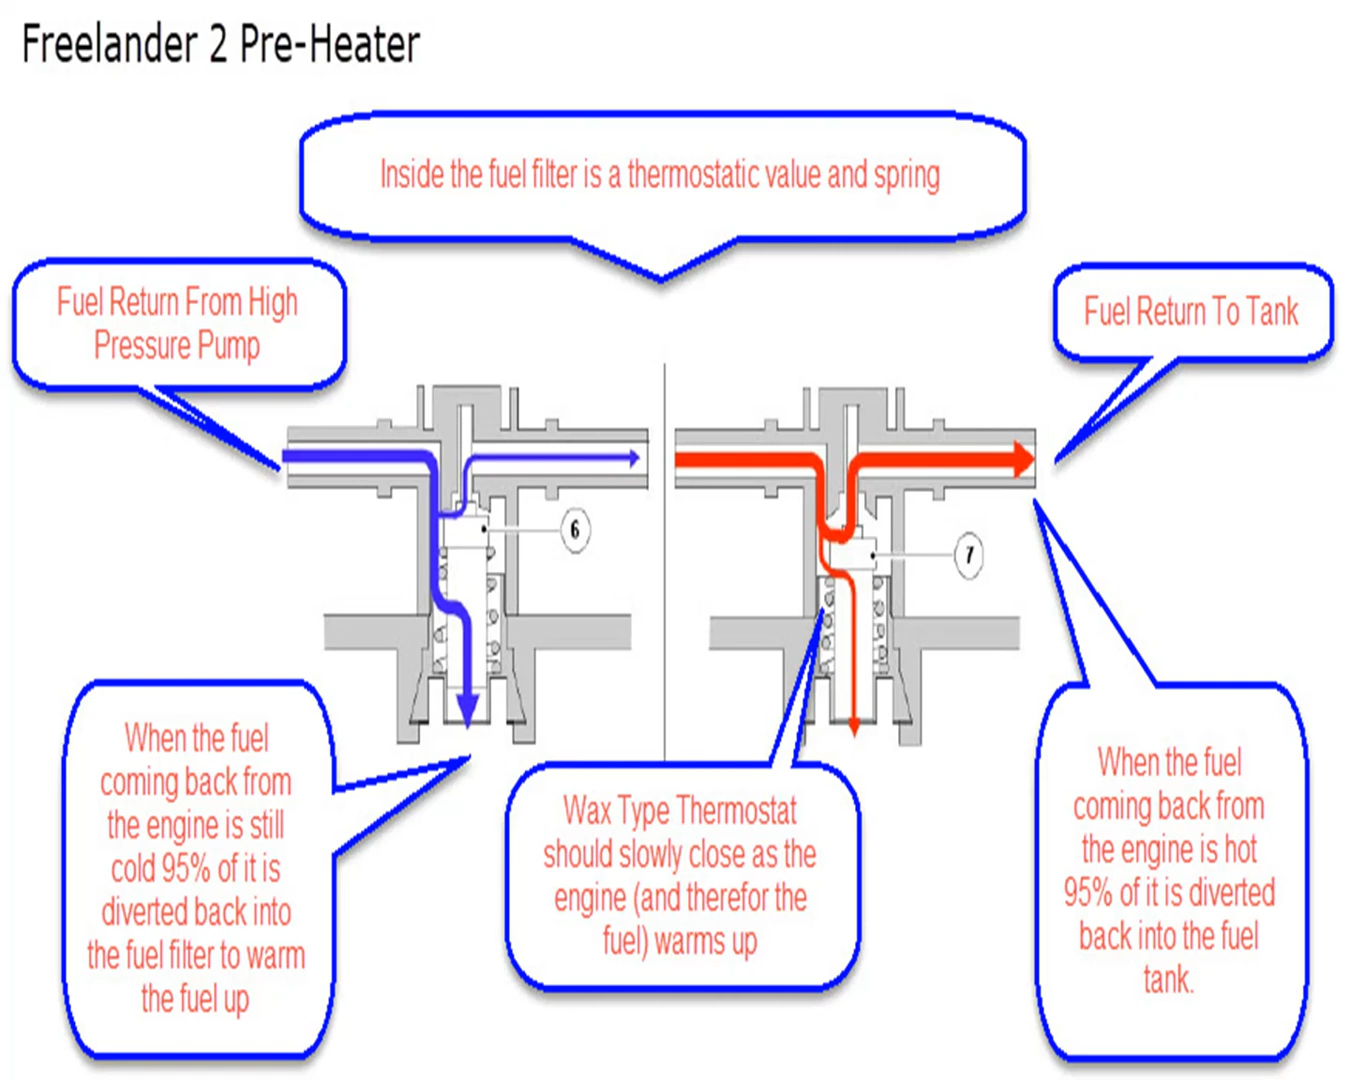 Freelander 2 Pre-Heater
Inside the fuel filter is a thermostatic value and spring
Fuel Return From High
Pressure Pump
Fuel Return To Tank
6
7
When the fuel
coming back from
the engine is still
cold 95% of it is
diverted back into
the fuel filter to warm
the fuel up
Wax Type Thermostat
should slowly close as the
engine (and therefor the
fuel) warms up
When the fuel
coming back from
the engine is hot
95% of it is diverted
back into the fuel
tank.